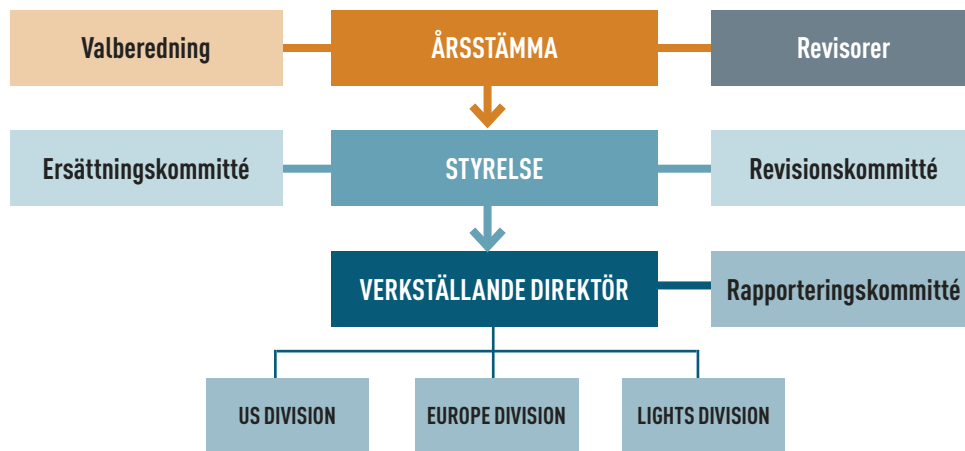 Valberedning
ÅRSSTÄMMA
Revisorer
Ersättningskommitté
STYRELSE
Revisionskommitté
VERKSTÄLLANDE DIREKTÖR
Rapporteringskommitté
US DIVISION
EUROPE DIVISION
LIGHTS DIVISION